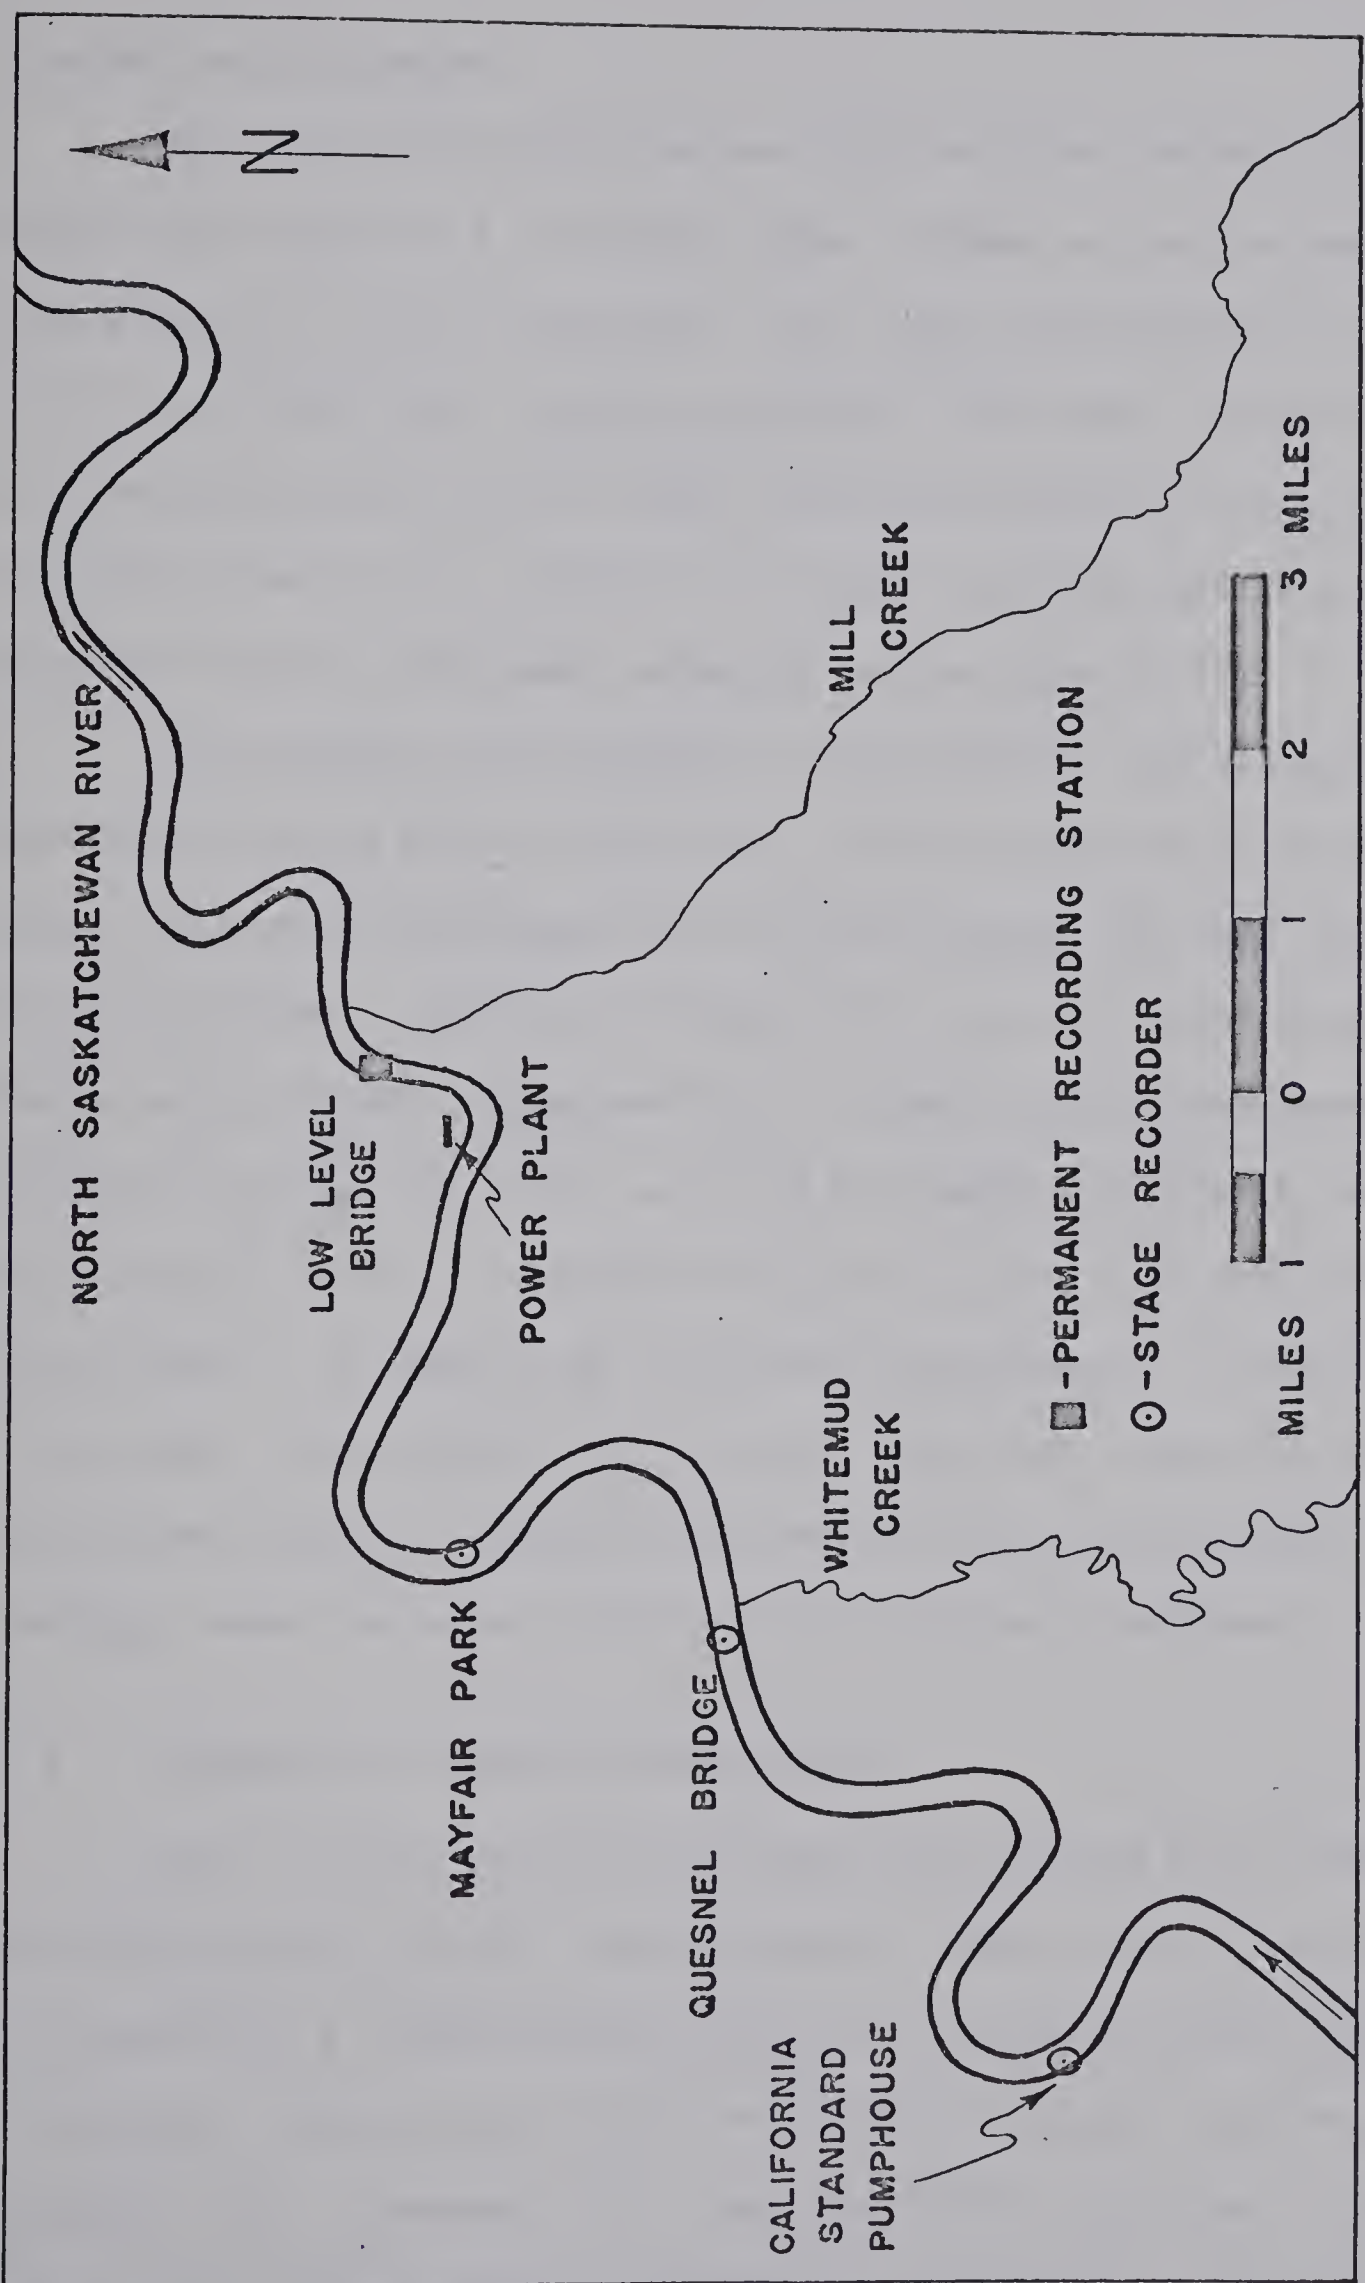 N
NORTH SASKATCHEWAN RIVER
LOW LEVEL
BRIDGE
POWER PLANT
MAYFAIR PARK
MILL
CREEK
QUESNEL BRIDGE
WHITEMUD
CREEK
CALIFORNIA
STANDARD
PUMPHOUSE
- PERMANENT RECORDING STATION
- STAGE RECORDER
MILES 1 0 1 2 3 MILES